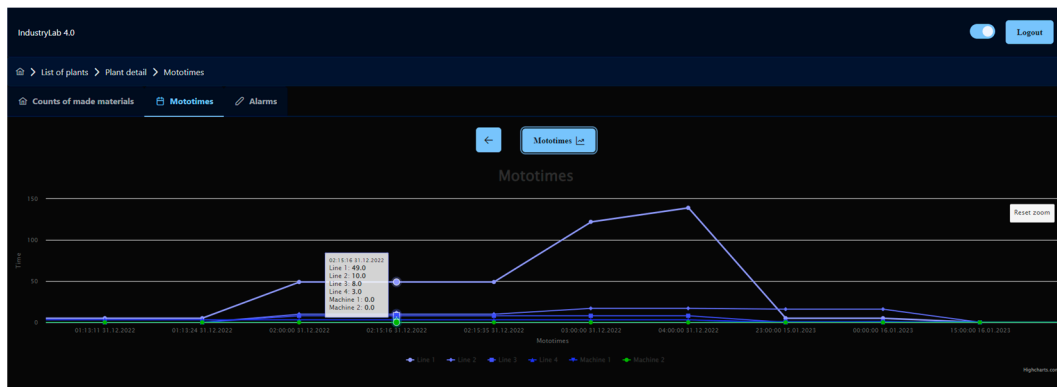 IndustryLab 4.0
Logout
List of plants
Plant detail
Mototimes
Counts of made materials
Mototimes
Alarms
Mototimes
Mototimes
Reset zoom
150
100
50
0
Time
02:15:16 31.12.2022
Line 1: 49.0
Line 2: 10.0
Line 3: 8.0
Line 4: 3.0
Machine 1: 0.0
Machine 2: 0.0
01:13:11 31.12.2022
01:13:24 31.12.2022
02:00:00 31.12.2022
02:15:16 31.12.2022
02:15:35 31.12.2022
03:00:00 31.12.2022
04:00:00 31.12.2022
23:00:00 15.01.2023
00:00:00 16.01.2023
15:00:00 16.01.2023
Mototimes
Line 1
Line 2
Line 3
Line 4
Machine 1
Machine 2
Highcharts.com